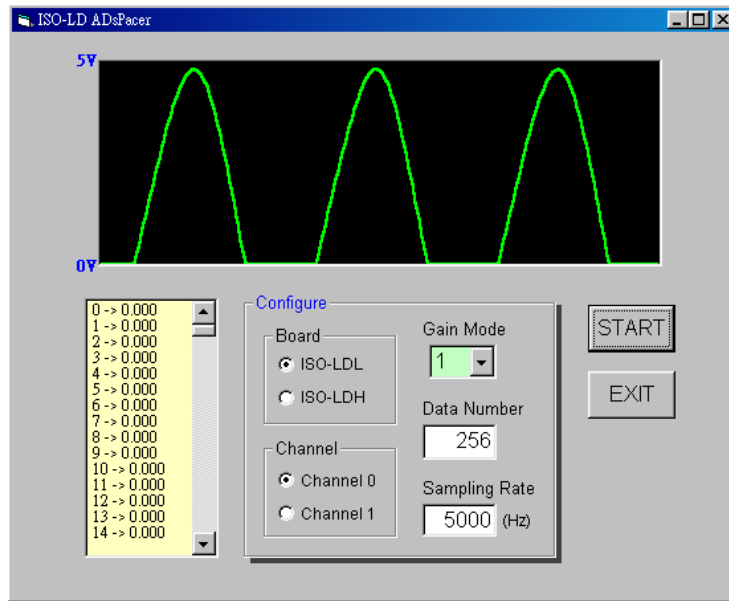 ISO-LD ADsPacer
5V
0V
0 -> 0.000
1 -> 0.000
2 -> 0.000
3 -> 0.000
4 -> 0.000
5 -> 0.000
6 -> 0.000
7 -> 0.000
8 -> 0.000
9 -> 0.000
10 -> 0.000
11 -> 0.000
12 -> 0.000
13 -> 0.000
14 -> 0.000
Configure
Board
ISO-LDL
ISO-LDH
Channel
Channel 0
Channel 1
Gain Mode
1
Data Number
256
Sampling Rate
5000 (Hz)
START
EXIT